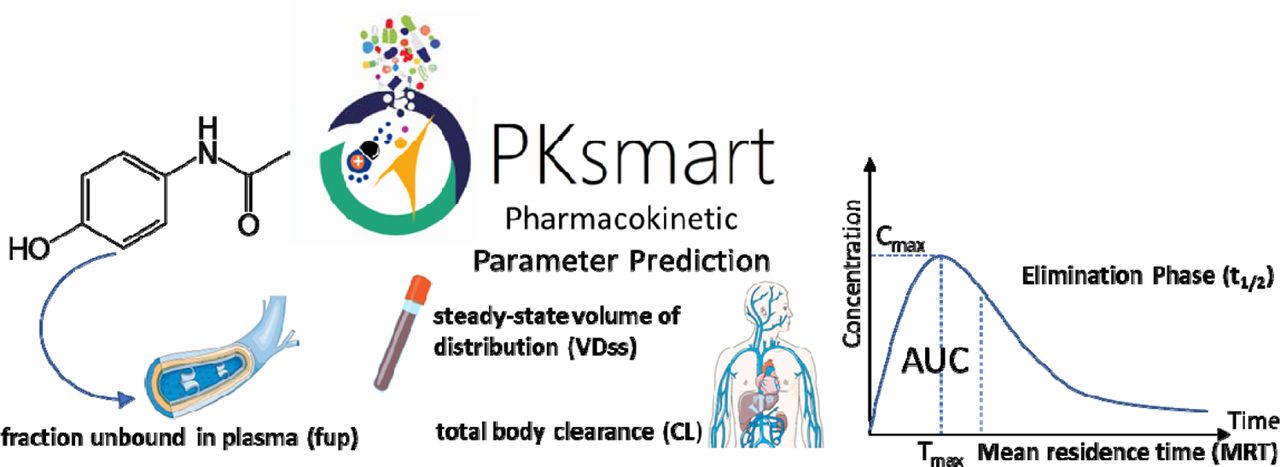 H
N
O
HO
PKsmart
Pharmacokinetic
Parameter Prediction
steady-state volume of
distribution (VDss)
total body clearance (CL)
fraction unbound in plasma (fup)
Concentration
Cmax
Elimination Phase (t1/2)
AUC
Time
Tmax
Mean residence time (MRT)